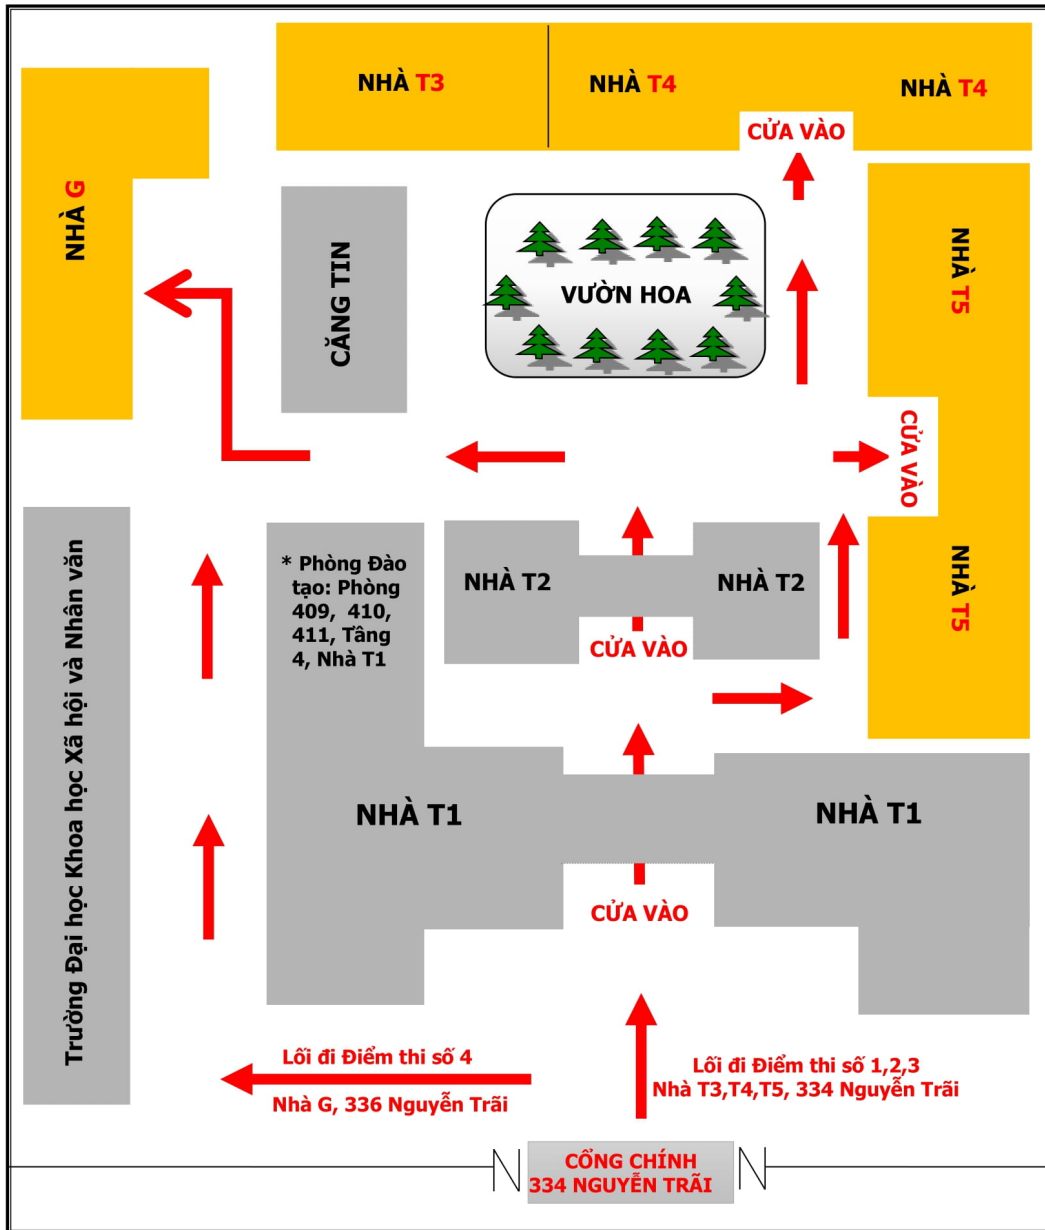 NHÀ T3
NHÀ T4
NHÀ T4
CỬA VÀO
NHÀ G
CĂNG TIN
VƯỜN HOA
NHÀ T5
CỬA VÀO
NHÀ T5
Trường Đại học Khoa học Xã hội và Nhân văn
* Phòng Đào
tạo: Phòng
409, 410,
411, Tâng
4, Nhà T1
NHÀ T2
NHÀ T2
CỬA VÀO
NHÀ T1
NHÀ T1
CỬA VÀO
Lối đi Điểm thi số 4
Nhà G, 336 Nguyễn Trãi
Lối đi Điểm thi số 1,2,3
Nhà T3,T4,T5, 334 Nguyễn Trãi
CỔNG CHÍNH
334 NGUYỄN TRÃI